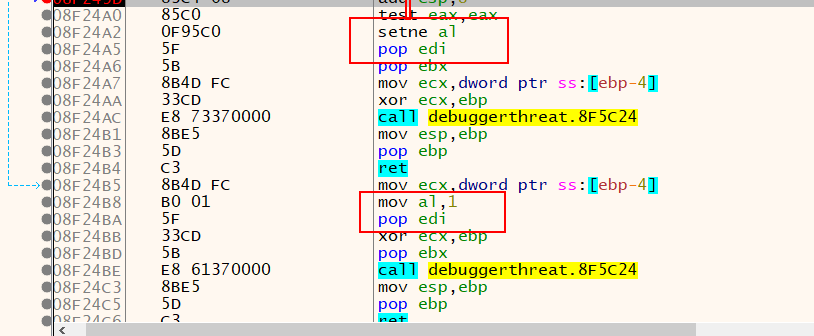 08F24A0 85C0 test eax,eax
08F24A2 0F95C0 setne al
08F24A5 5F pop edi
08F24A6 5B pop ebx
08F24A7 8B4D FC mov ecx,dword ptr ss:[ebp-4]
08F24AA 33CD xor ecx,ebp
08F24AC E8 73370000 call debuggerthreat.8F5C24
08F24B1 8BE5 mov esp,ebp
08F24B3 5D pop ebp
08F24B4 C3 ret
08F24B5 8B4D FC mov ecx,dword ptr ss:[ebp-4]
08F24B8 B0 01 mov al,1
08F24BA 5F pop edi
08F24BB 33CD xor ecx,ebp
08F24BD 5B pop ebx
08F24BE E8 61370000 call debuggerthreat.8F5C24
08F24C3 8BE5 mov esp,ebp
08F24C5 5D pop ebp
08F24C6 C3 ret